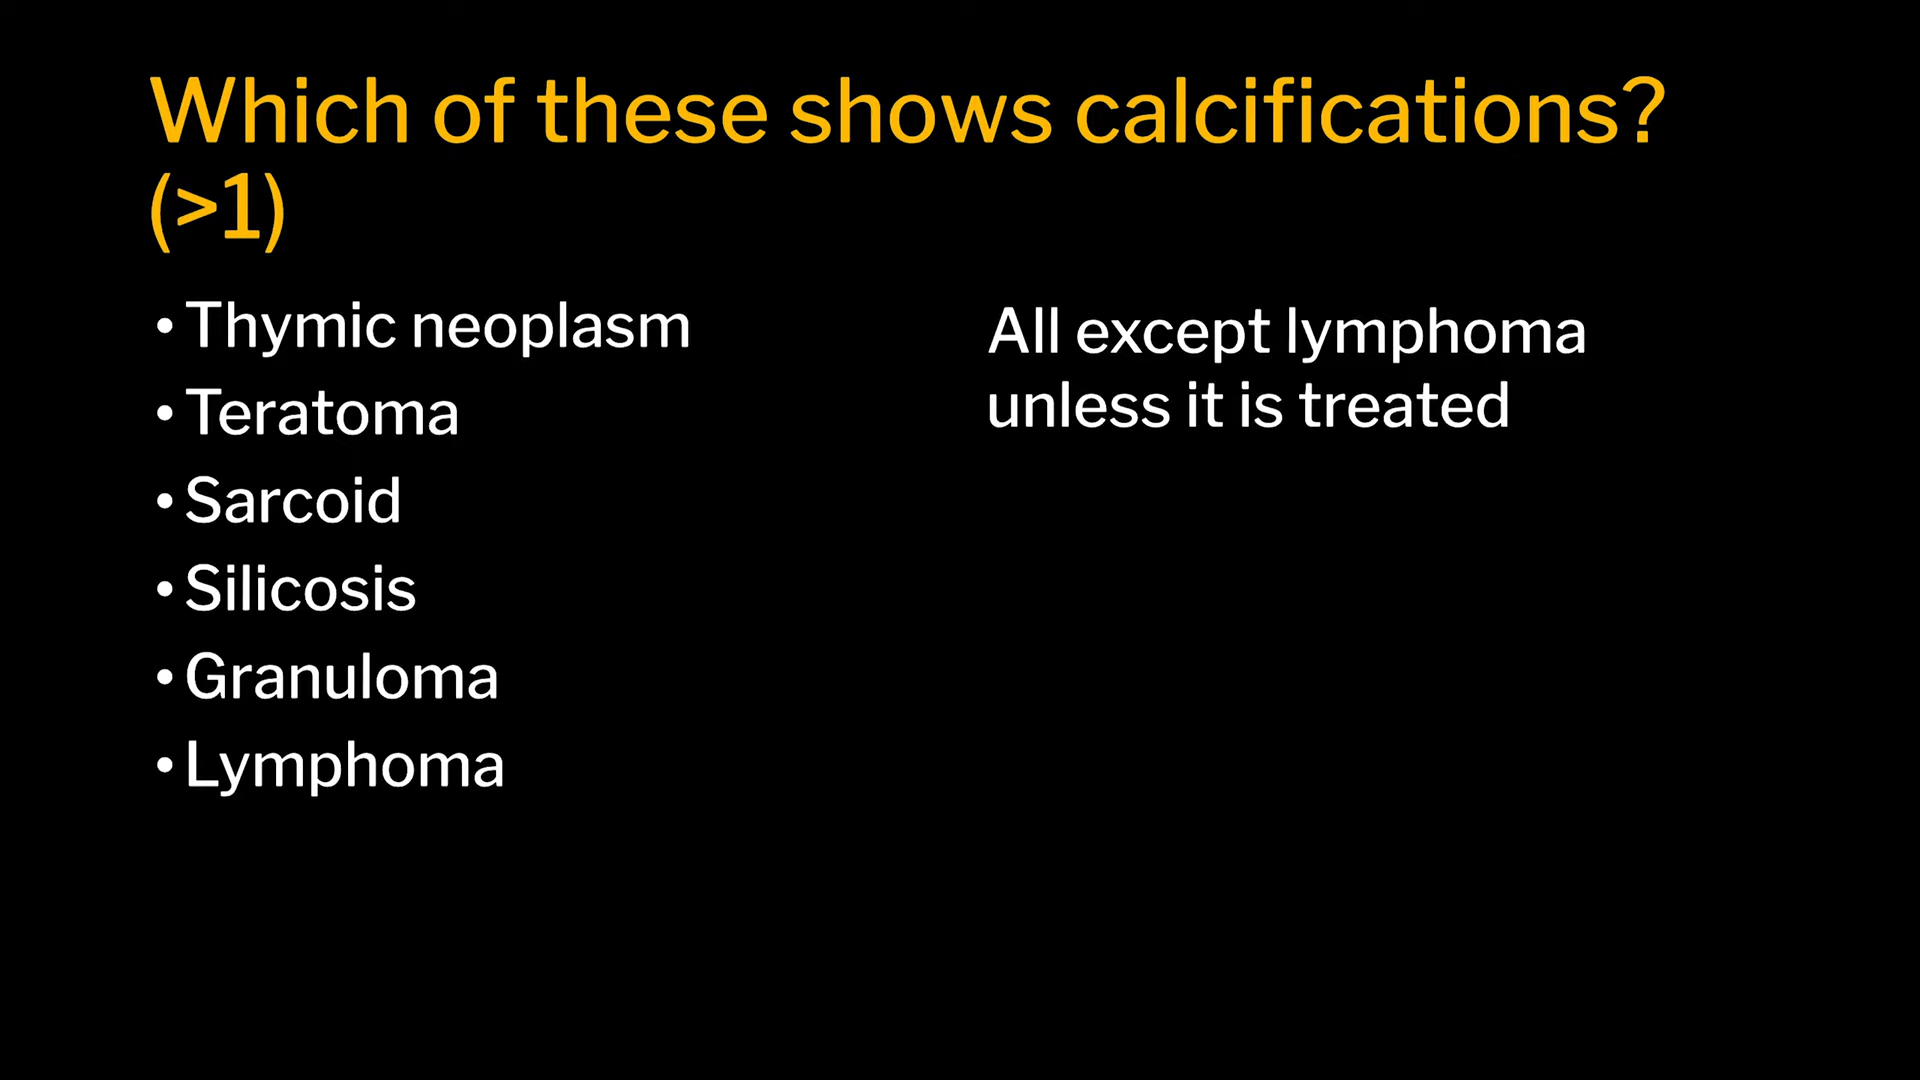 Which of these shows calcifications?
(>1)
• Thymic neoplasm
• Teratoma
• Sarcoid
• Silicosis
• Granuloma
• Lymphoma
All except lymphoma
unless it is treated